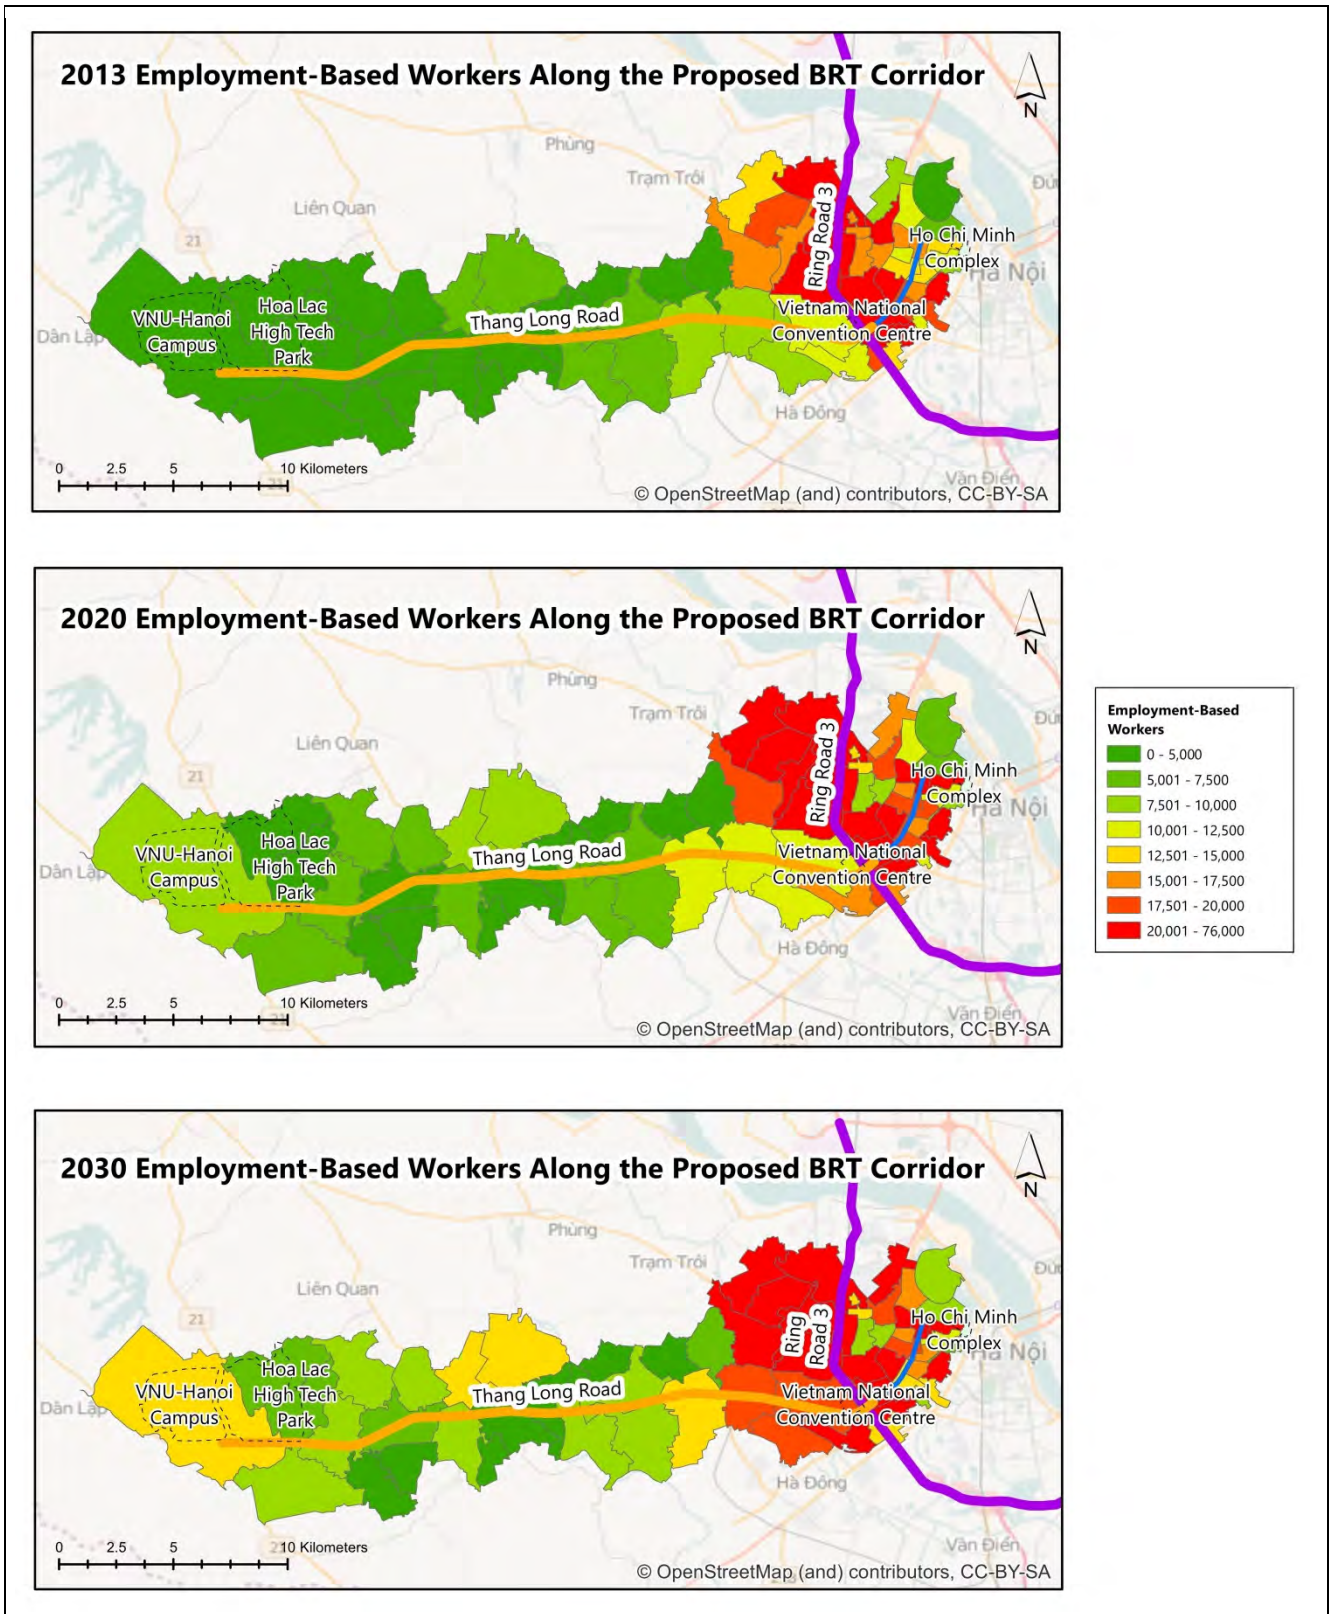 2013 Employment-Based Workers Along the Proposed BRT Corridor
N
Phùng
Trạm Trôi
Liên Quan
21
Ring Road 3
Ho Chi Minh
Complex
Hà Nội
VNU-Hanoi
Campus
Hoa Lac
High Tech
Park
Thang Long Road
Vietnam National
Convention Centre
Dân Lập
Hà Đông
Văn Điển
0 2.5 5 10 Kilometers
21
© OpenStreetMap (and) contributors, CC-BY-SA
2020 Employment-Based Workers Along the Proposed BRT Corridor
N
Phùng
Trạm Trôi
Liên Quan
21
Ring Road 3
Ho Chi Minh
Complex
Hà Nội
VNU-Hanoi
Campus
Hoa Lac
High Tech
Park
Thang Long Road
Vietnam National
Convention Centre
Dân Lập
Hà Đông
Văn Điển
0 2.5 5 10 Kilometers
© OpenStreetMap (and) contributors, CC-BY-SA
Employment-Based
Workers
0 - 5,000
5,001 - 7,500
7,501 - 10,000
10,001 - 12,500
12,501 - 15,000
15,001 - 17,500
17,501 - 20,000
20,001 - 76,000
2030 Employment-Based Workers Along the Proposed BRT Corridor
N
Phùng
Trạm Trôi
Liên Quan
21
Ring
Road 3
Ho Chi Minh
Complex
Hà Nội
VNU-Hanoi
Campus
Hoa Lac
High Tech
Park
Thang Long Road
Vietnam National
Convention Centre
Dân Lập
Hà Đông
Văn Điển
0 2.5 5 10 Kilometers
21
© OpenStreetMap (and) contributors, CC-BY-SA